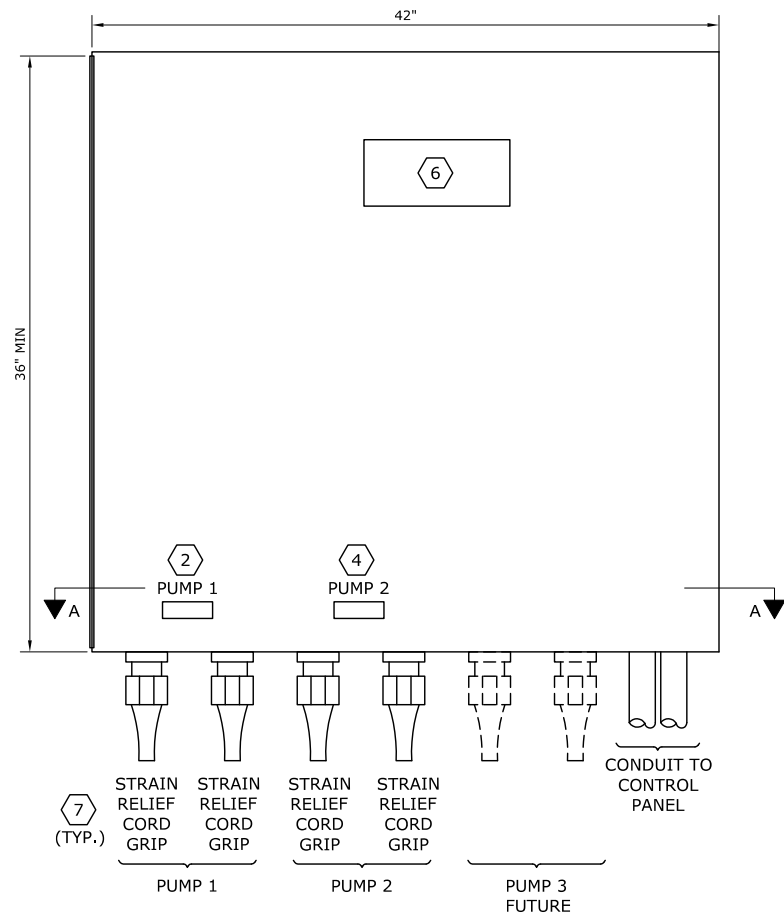 42"
36" MIN
6
2
4
PUMP 1
PUMP 2
A
A
STRAIN
RELIEF
CORD
GRIP
STRAIN
RELIEF
CORD
GRIP
STRAIN
RELIEF
CORD
GRIP
STRAIN
RELIEF
CORD
GRIP
CONDUIT TO
CONTROL
PANEL
7
(TYP.)
PUMP 1
PUMP 2
PUMP 3
FUTURE